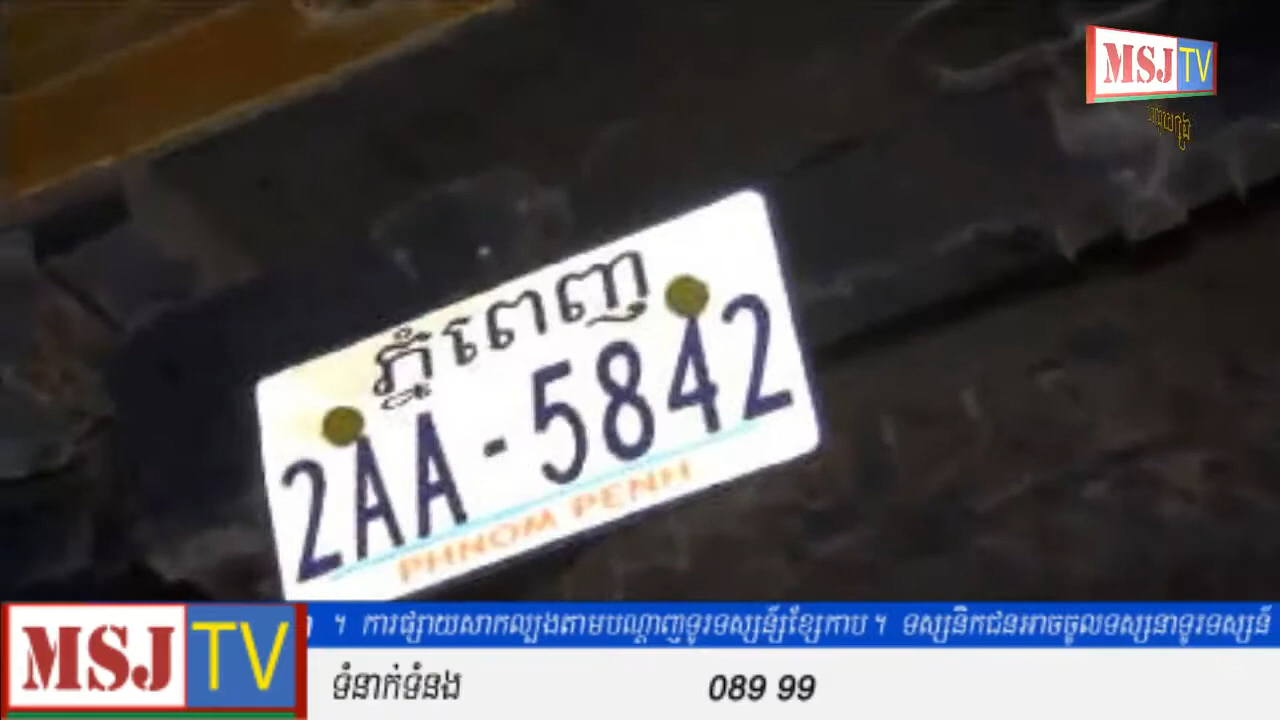 MSJ TV
ភ្នំពេញ
2AA-5842
PHNOM PENH
MSJ TV
។ ការផ្សាយសាកល្បងតាមបណ្តាញទូរទស្សន៍ខ្សែកាប ។ ទស្សនិកជនអាចចូលទស្សនាទូរទស្សន៍
ទំនាក់ទំនង 089 99